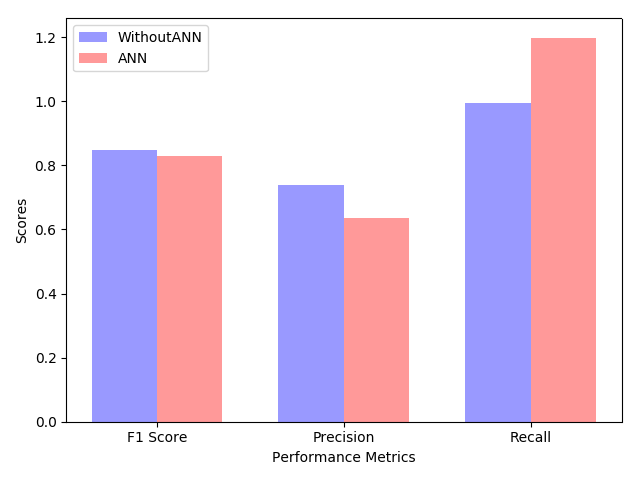 WithoutANN
ANN
1.2
1.0
0.8
0.6
0.4
0.2
0.0
Scores
F1 Score
Precision
Recall
Performance Metrics